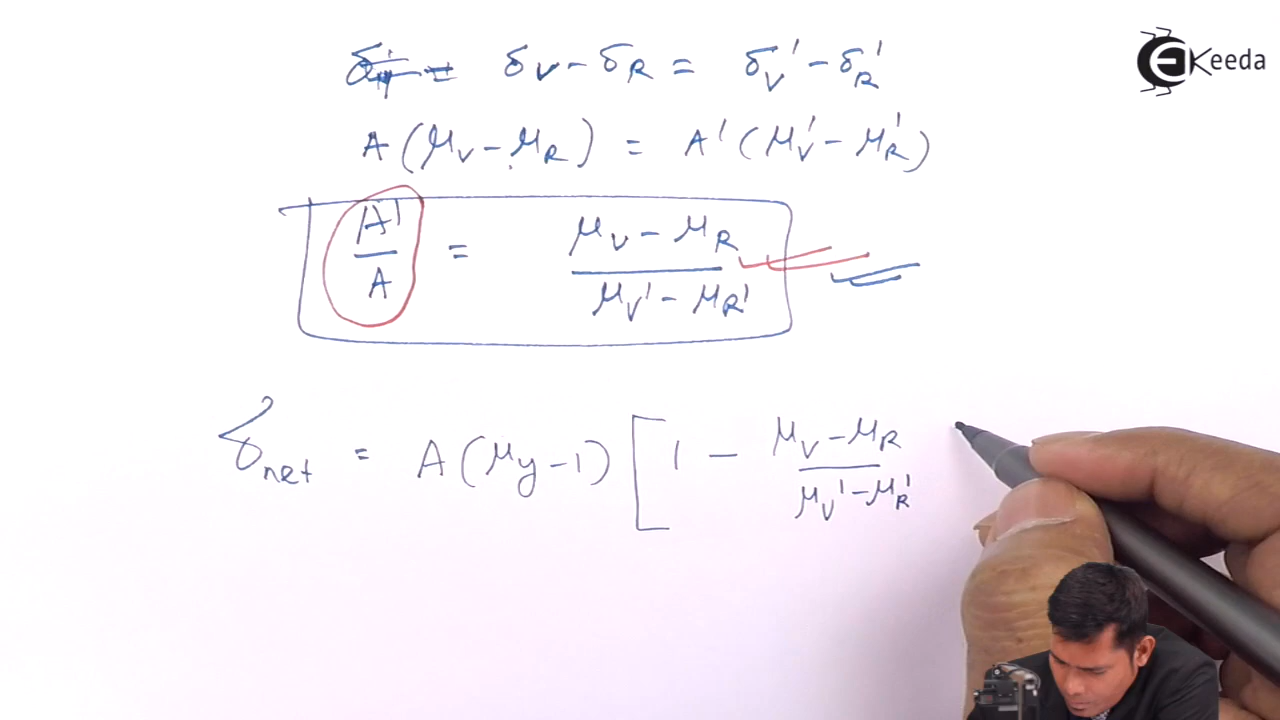 EKeeda
δV - δR = δV' - δR'
A (μV - μR) = A' (μV' - μR')
A'/A = (μV - μR)/(μV' - μR')
δnet = A (μy - 1) [ 1 - (μV - μR)/(μV' - μR')